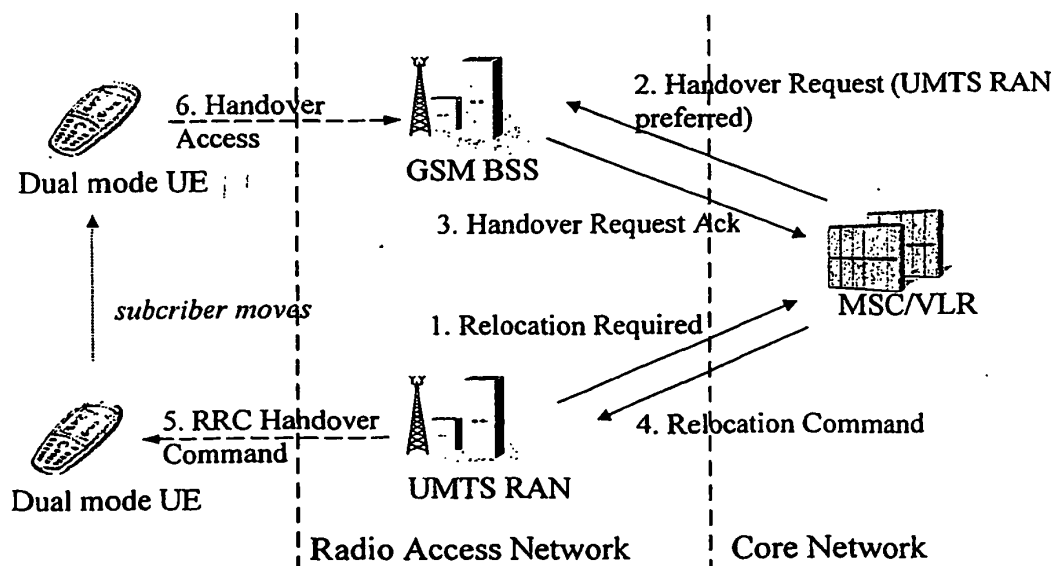 2. Handover Request (UMTS RAN
preferred)
6. Handover
Access
GSM BSS
Dual mode UE
3. Handover Request Ack
MSC/VLR
subcriber moves
1. Relocation Required
5. RRC Handover
Command
4. Relocation Command
Dual mode UE
UMTS RAN
Radio Access Network
Core Network